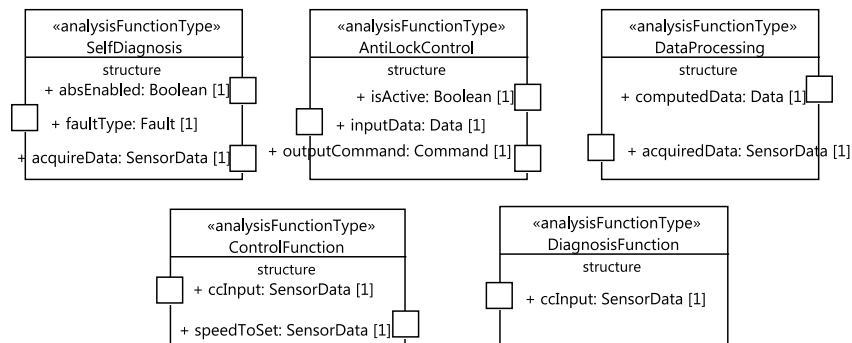 «analysisFunctionType»
SelfDiagnosis
structure
+ absEnabled: Boolean [1]
+ faultType: Fault [1]
+ acquireData: SensorData [1]
«analysisFunctionType»
AntiLockControl
structure
+ isActive: Boolean [1]
+ inputData: Data [1]
+ outputCommand: Command [1]
«analysisFunctionType»
DataProcessing
structure
+ computedData: Data [1]
+ acquiredData: SensorData [1]
«analysisFunctionType»
ControlFunction
structure
+ ccInput: SensorData [1]
+ speedToSet: SensorData [1]
«analysisFunctionType»
DiagnosisFunction
structure
+ ccInput: SensorData [1]